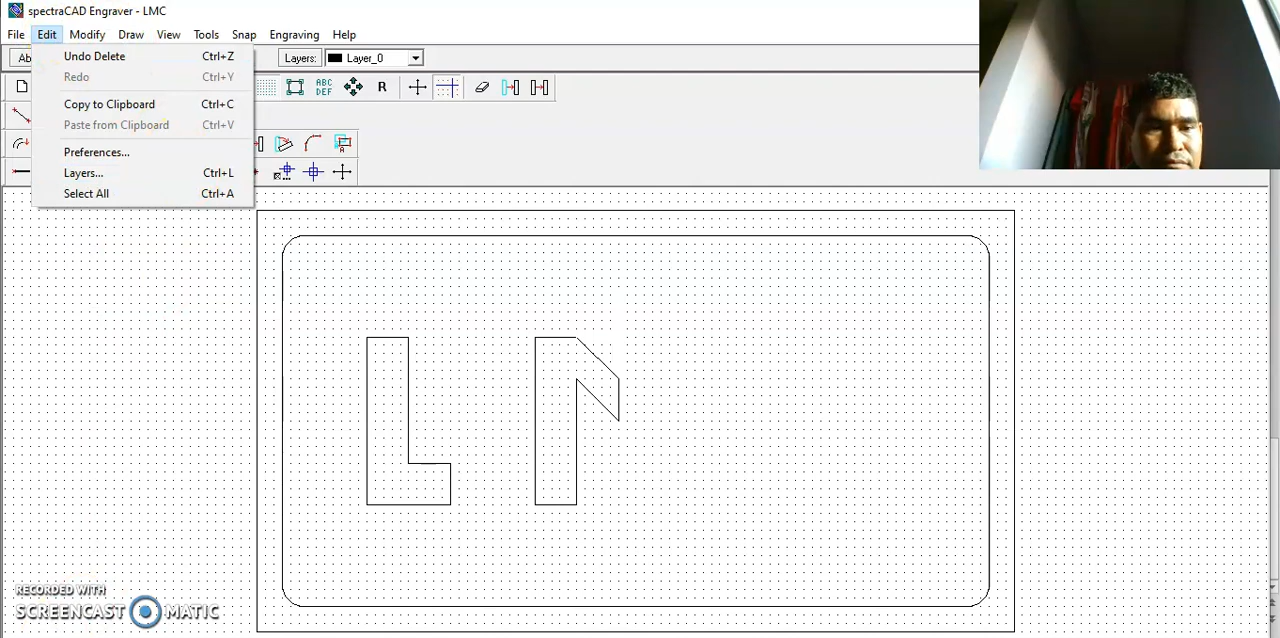 spectraCAD Engraver - LMC
File Edit Modify Draw View Tools Snap Engraving Help
Ab Layers: Layer_0
Undo Delete Ctrl+Z
Redo Ctrl+Y
ABC
DEF
R
Copy to Clipboard Ctrl+C
Paste from Clipboard Ctrl+V
Preferences...
Layers... Ctrl+L
Select All Ctrl+A
L
RECORDED WITH
SCREENCAST MATIC